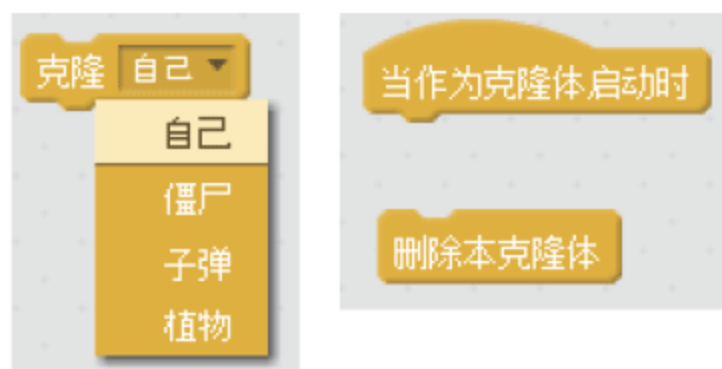 克隆 自己
自己
僵尸
子弹
植物
当作为克隆体启动时
删除本克隆体